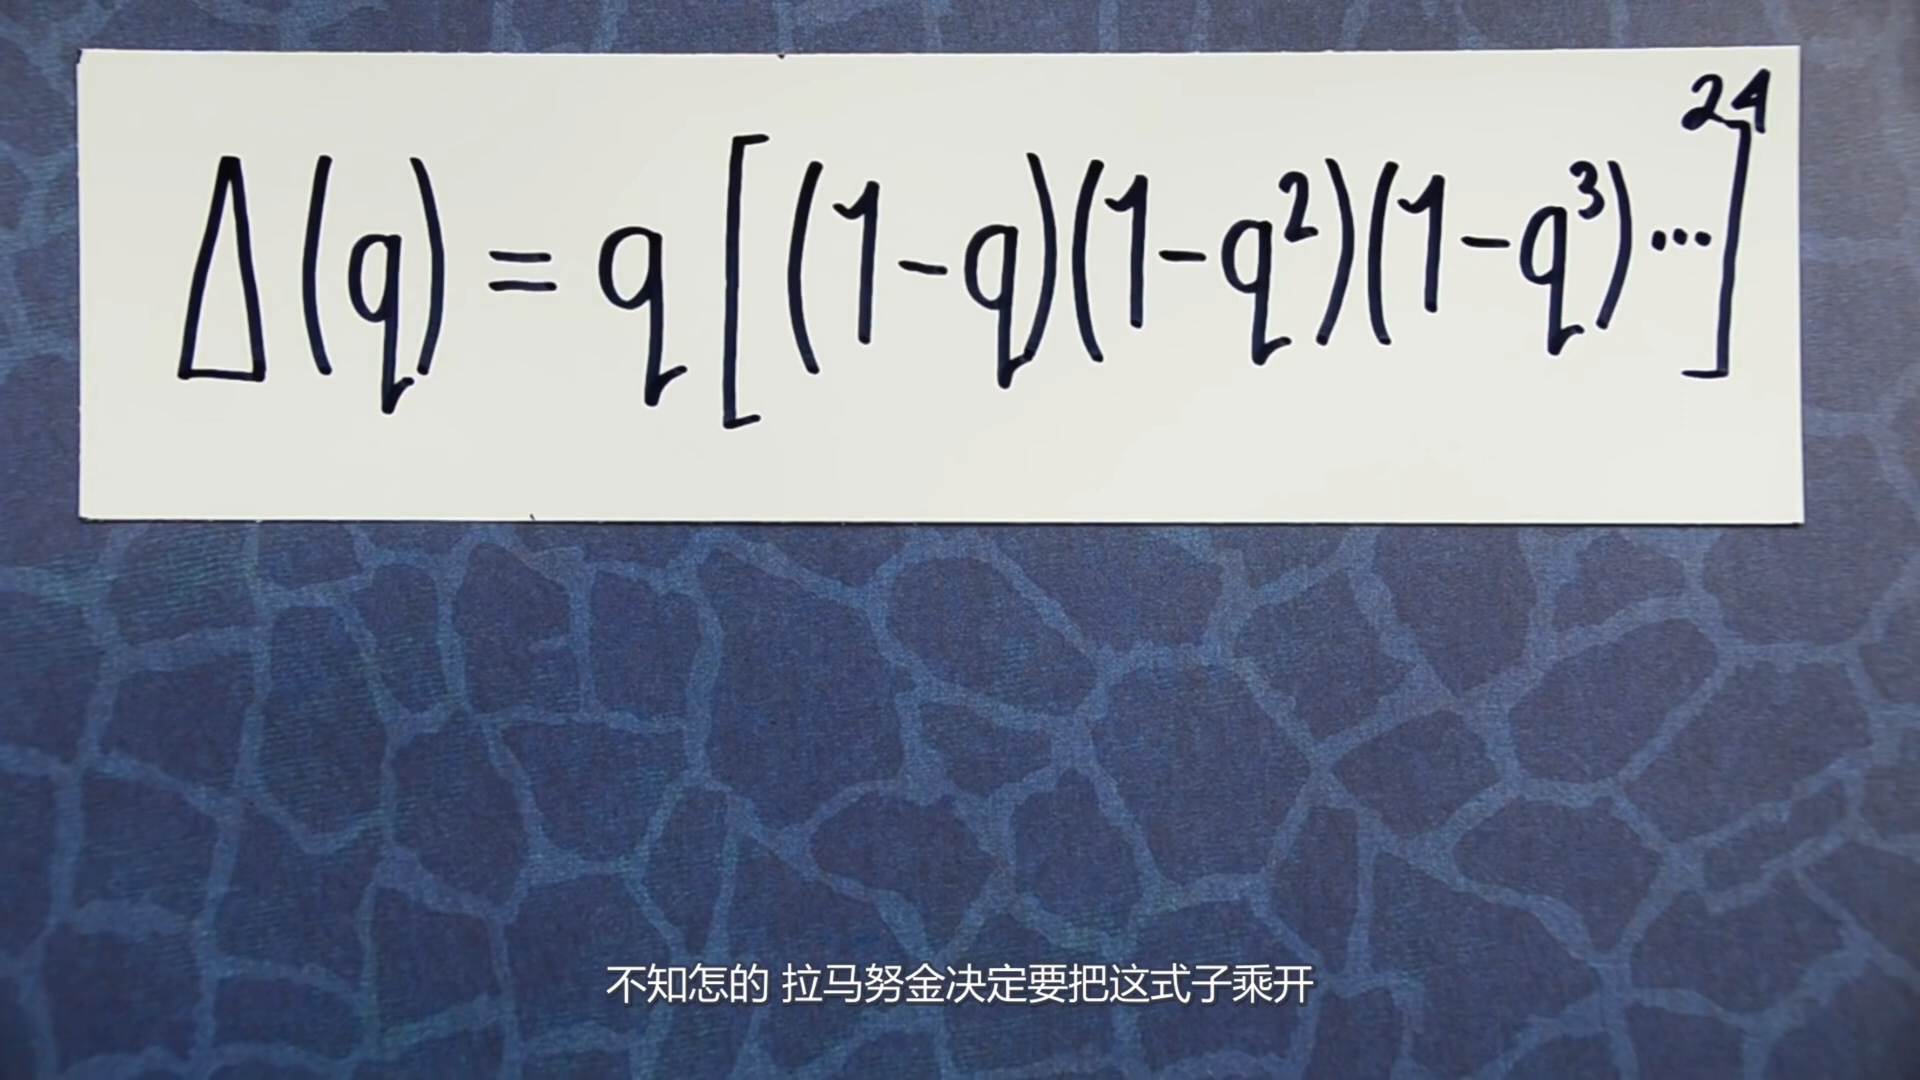 Δ(q) = q[(1-q)(1-q²)(1-q³)···]²⁴
不知怎的 拉马努金决定要把这式子乘开